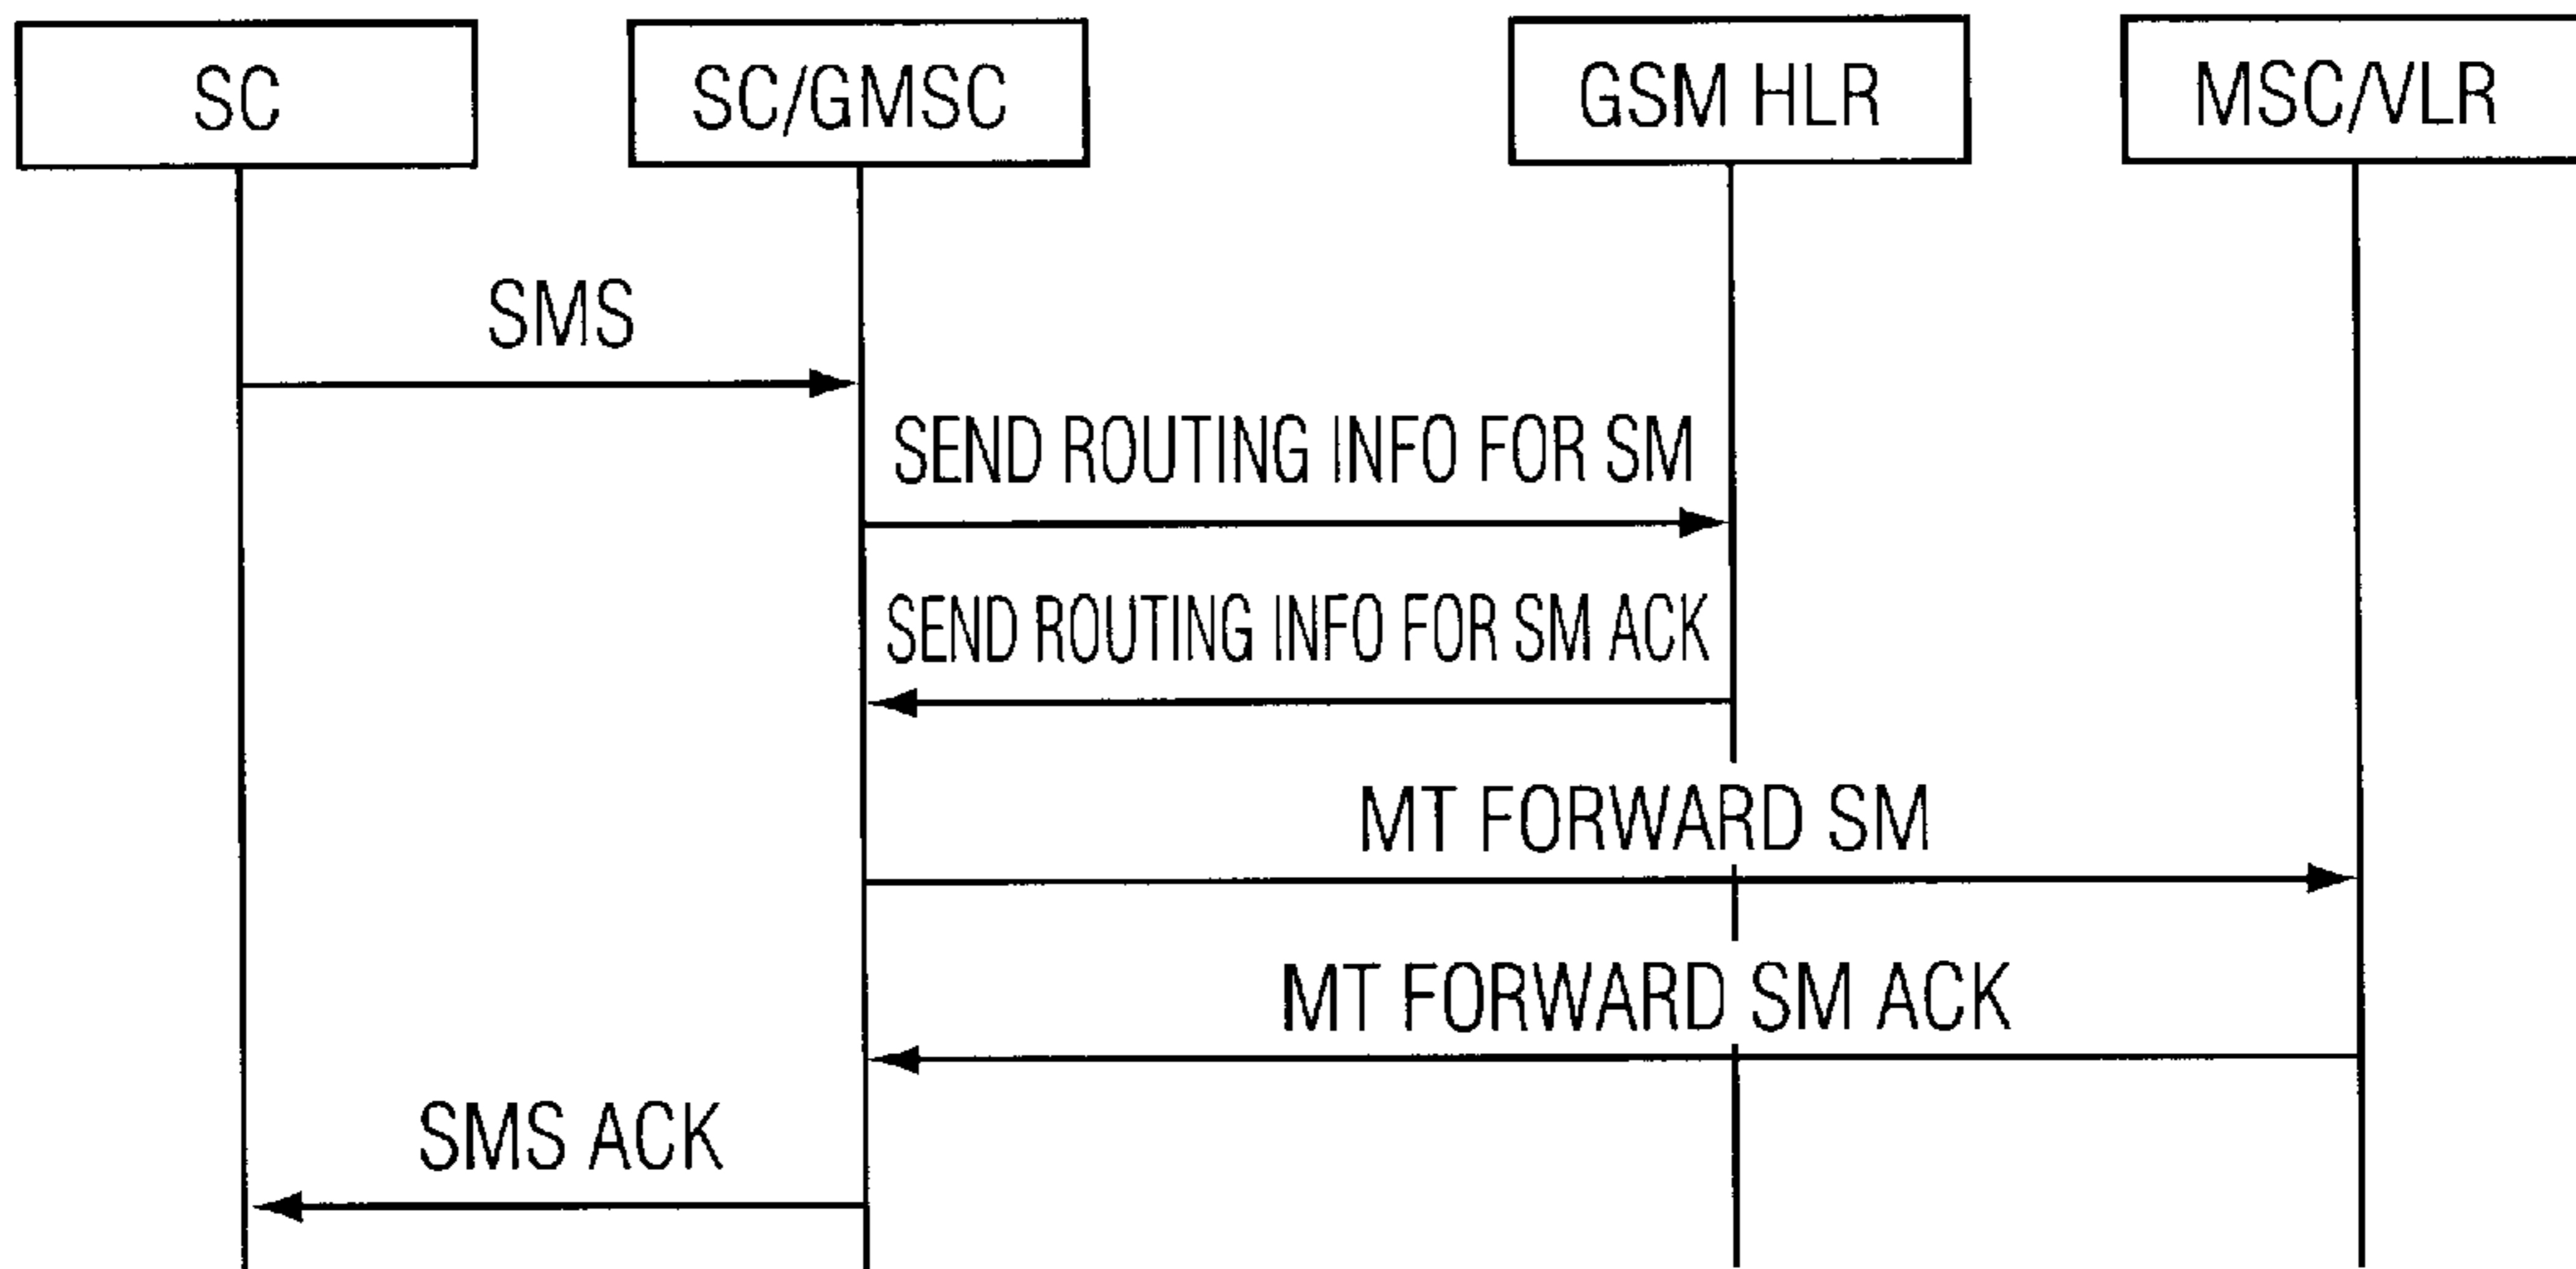 SC
SC/GMSC
GSM HLR
MSC/VLR
SMS
SEND ROUTING INFO FOR SM
SEND ROUTING INFO FOR SM ACK
MT FORWARD SM
MT FORWARD SM ACK
SMS ACK